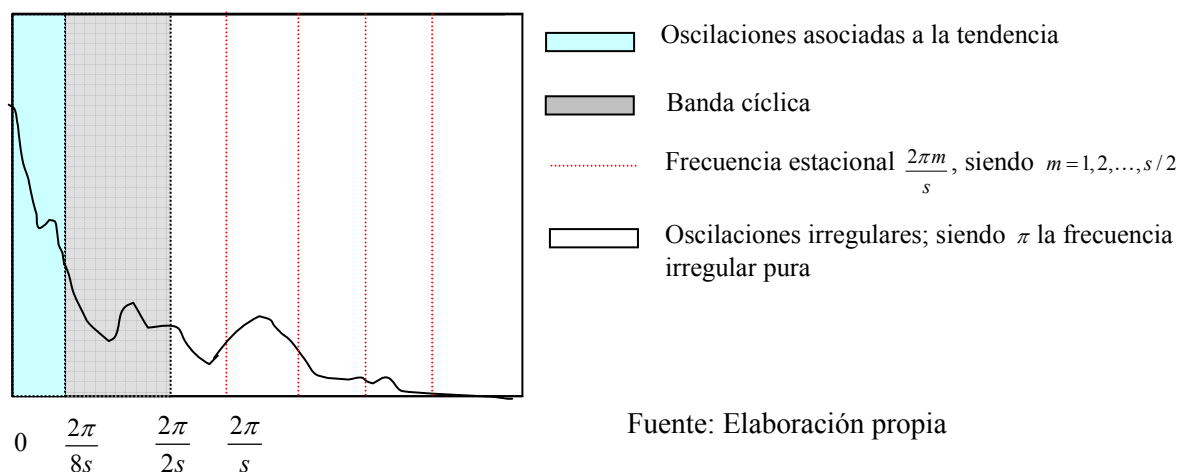 Oscilaciones asociadas a la tendencia
Banda cíclica
Frecuencia estacional 2πm/s, siendo m = 1, 2, ..., s / 2
Oscilaciones irregulares; siendo π la frecuencia
irregular pura
0 2π/8s 2π/2s 2π/s
Fuente: Elaboración propia